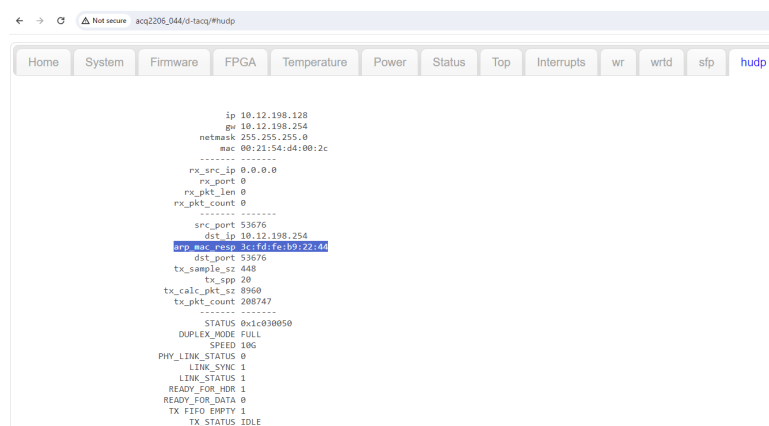 Not secure acq2206_044/d-tacq/#hudp
Home System Firmware FPGA Temperature Power Status Top Interrupts wr wrtd sfp hudp
ip 10.12.198.128
gw 10.12.198.254
netmask 255.255.255.0
mac 00:21:54:d4:00:2c
------- -------
rx_src_ip 0.0.0.0
rx_port 0
rx_pkt_len 0
rx_pkt_count 0
------- -------
src_port 53676
dst_ip 10.12.198.254
arp_mac_resp 3c:fd:fe:b9:22:44
dst_port 53676
tx_sample_sz 448
tx_spp 20
tx_calc_pkt_sz 8960
tx_pkt_count 208747
------- -------
STATUS 0x1c030050
DUPLEX_MODE FULL
SPEED 10G
PHY_LINK_STATUS 0
LINK_SYNC 1
LINK_STATUS 1
READY_FOR_HDR 1
READY_FOR_DATA 0
TX FIFO EMPTY 1
TX STATUS IDLE